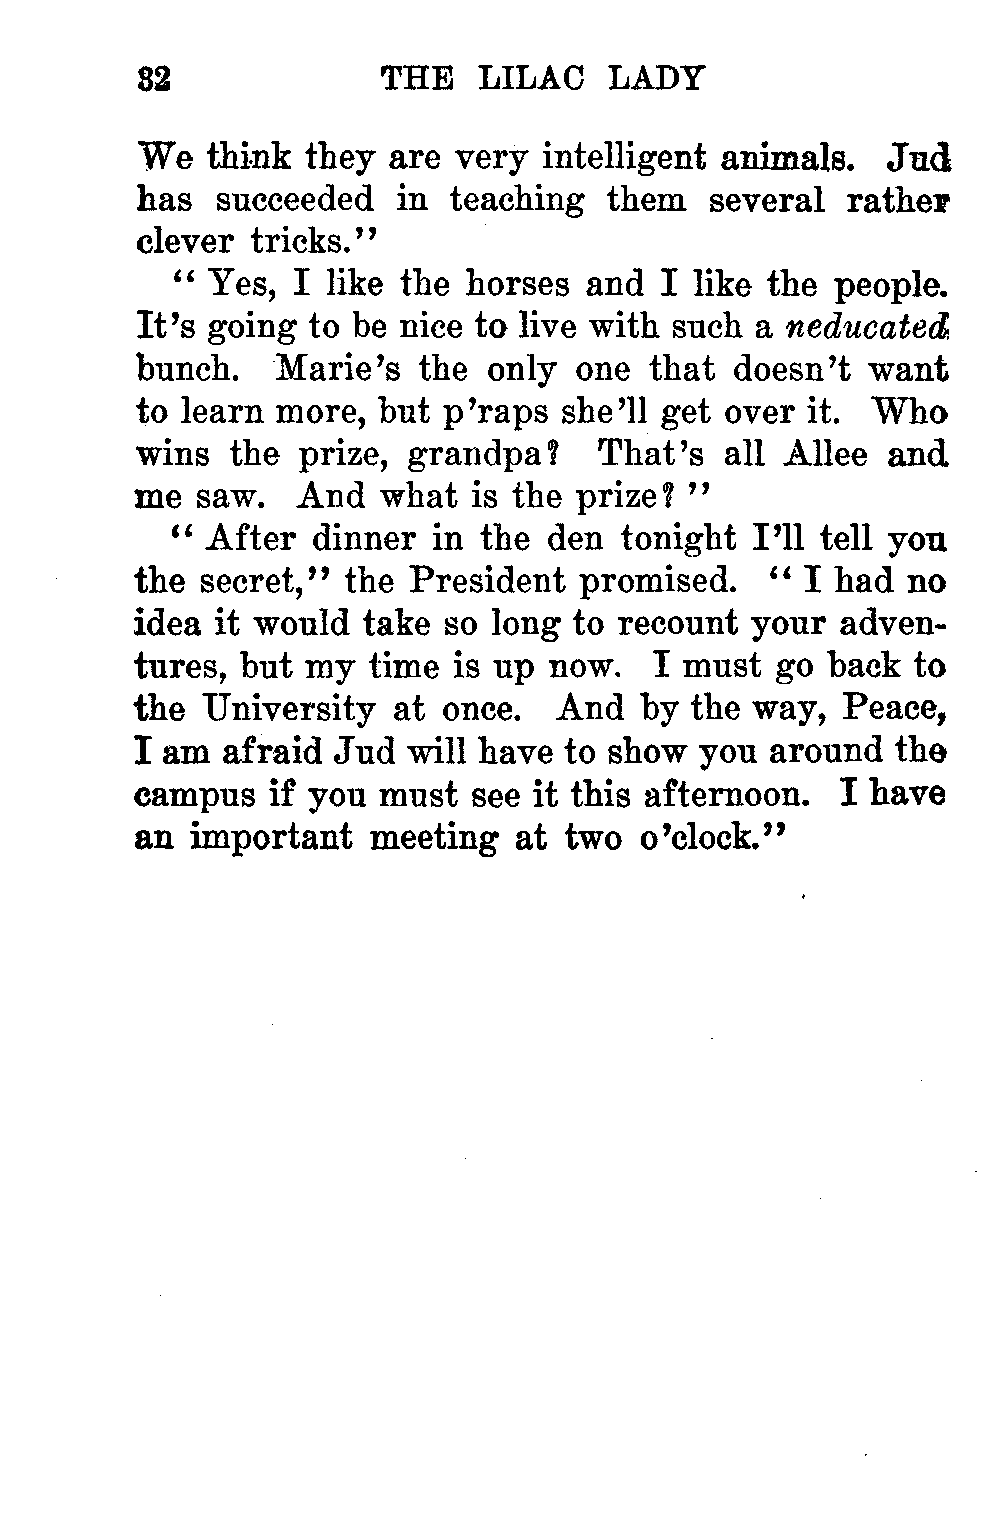 82 THE LILAC LADY
We think they are very intelligent animals. Jud
has succeeded in teaching them several rather
clever tricks.''
'' Yes, I like the horses and I like the people.
It's going to be nice to live with such a neducated
bunch. Marie's the only one that doesn't want
to learn more, but p'raps she'll get over it. Who
wins the prize, grandpa? That's all Allee and
me saw. And what is the prize? ''
'' After dinner in the den tonight I'll tell you
the secret,'' the President promised. '' I had no
idea it would take so long to recount your adven-
tures, but my time is up now. I must go back to
the University at once. And by the way, Peace,
I am afraid Jud will have to show you around the
campus if you must see it this afternoon. I have
an important meeting at two o'clock.''